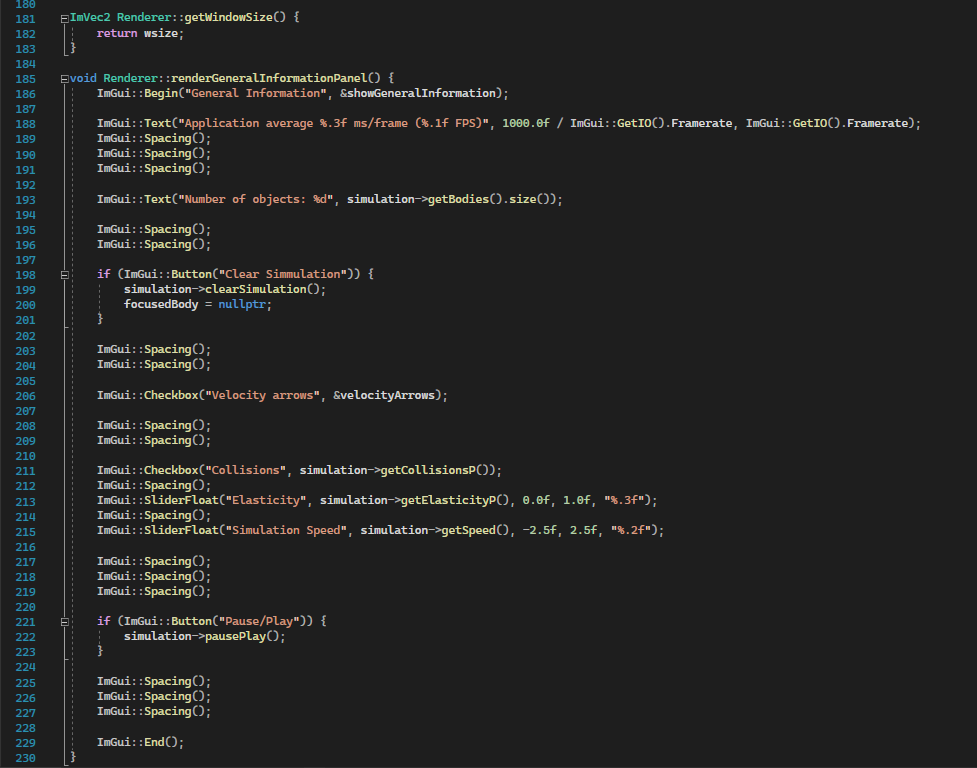 180
181 ImVec2 Renderer::getWindowSize() {
182     return wsize;
183 }
184
185 void Renderer::renderGeneralInformationPanel() {
186     ImGui::Begin("General Information", &showGeneralInformation);
187
188     ImGui::Text("Application average %.3f ms/frame (%.1f FPS)", 1000.0f / ImGui::GetIO().Framerate, ImGui::GetIO().Framerate);
189     ImGui::Spacing();
190     ImGui::Spacing();
191     ImGui::Spacing();
192
193     ImGui::Text("Number of objects: %d", simulation->getBodies().size());
194
195     ImGui::Spacing();
196     ImGui::Spacing();
197
198     if (ImGui::Button("Clear Simmulation")) {
199         simulation->clearSimulation();
200         focusedBody = nullptr;
201     }
202
203     ImGui::Spacing();
204     ImGui::Spacing();
205
206     ImGui::Checkbox("Velocity arrows", &velocityArrows);
207
208     ImGui::Spacing();
209     ImGui::Spacing();
210
211     ImGui::Checkbox("Collisions", simulation->getCollisionsP());
212     ImGui::Spacing();
213     ImGui::SliderFloat("Elasticity", simulation->getElasticityP(), 0.0f, 1.0f, "%.3f");
214     ImGui::Spacing();
215     ImGui::SliderFloat("Simulation Speed", simulation->getSpeed(), -2.5f, 2.5f, "%.2f");
216
217     ImGui::Spacing();
218     ImGui::Spacing();
219     ImGui::Spacing();
220
221     if (ImGui::Button("Pause/Play")) {
222         simulation->pausePlay();
223     }
224
225     ImGui::Spacing();
226     ImGui::Spacing();
227     ImGui::Spacing();
228
229     ImGui::End();
230 }